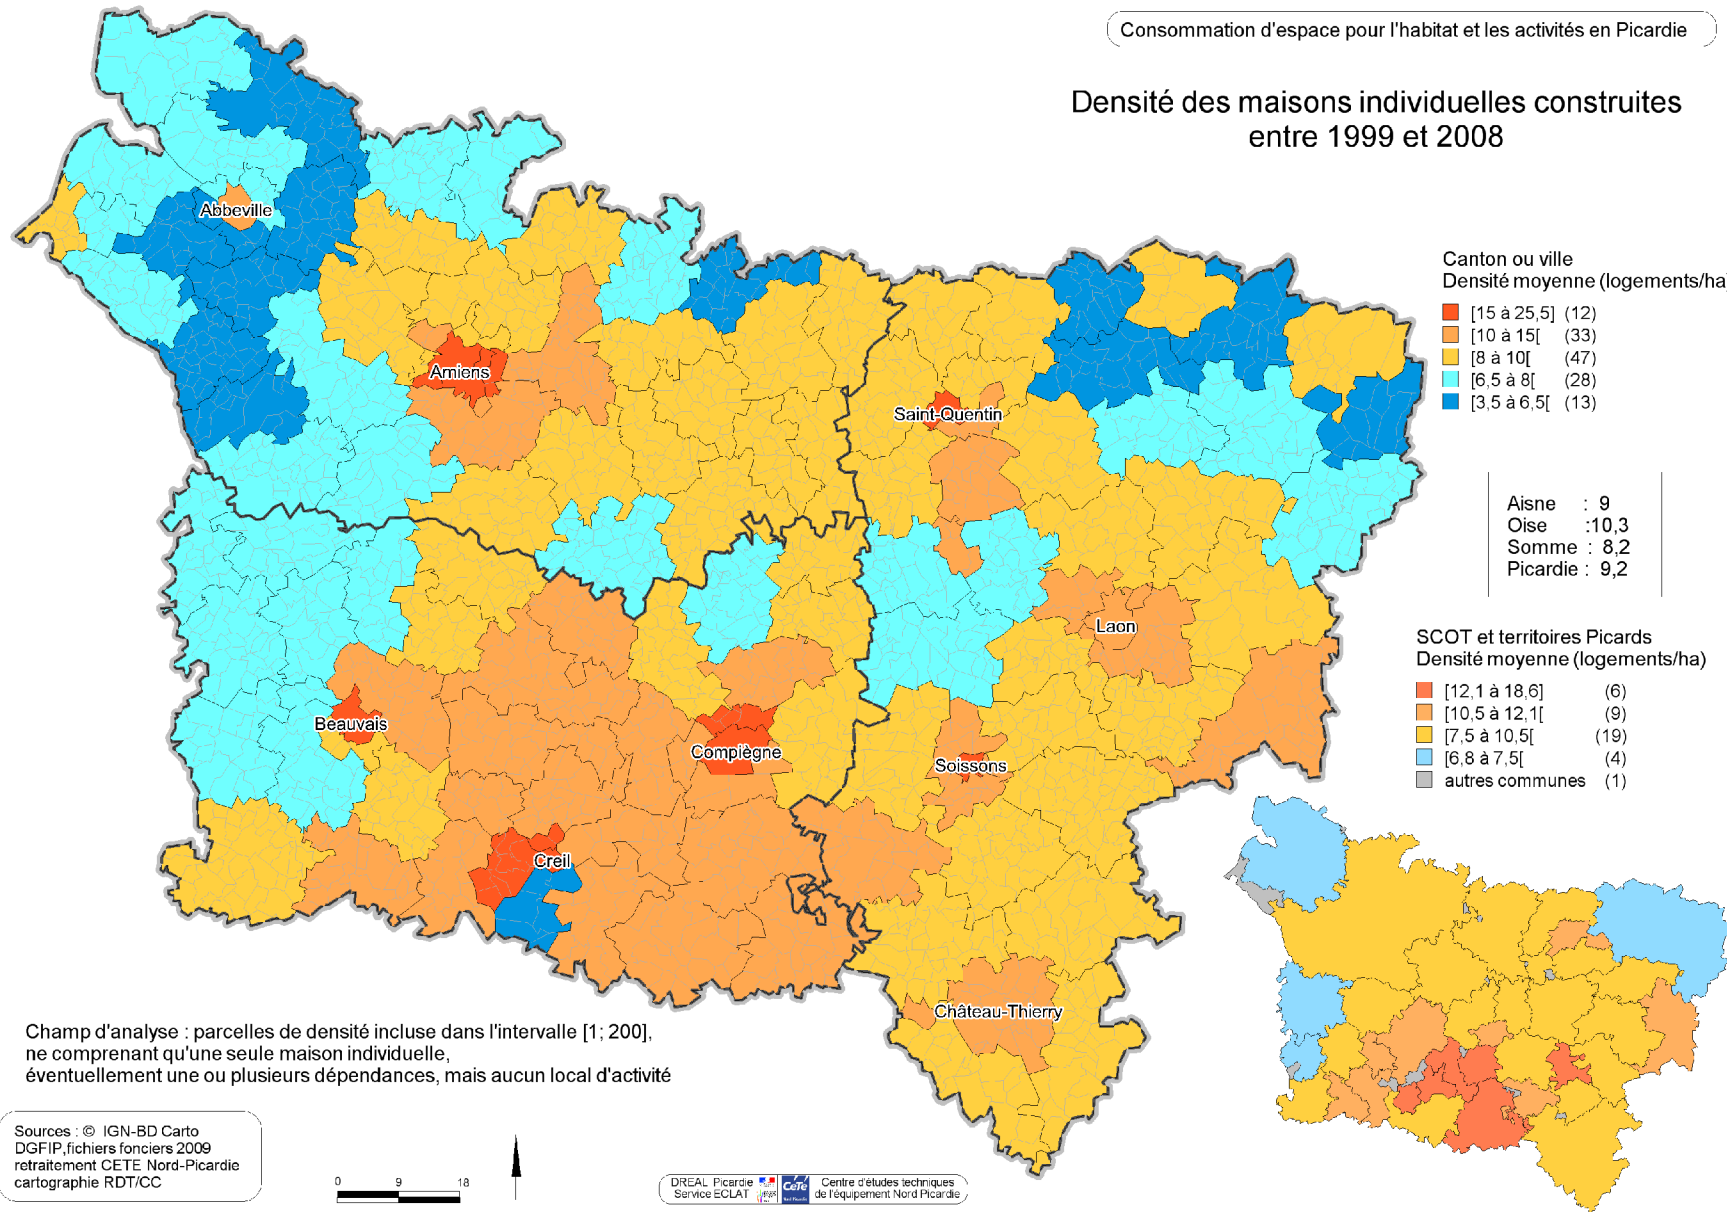 Consommation d'espace pour l'habitat et les activités en Picardie
Densité des maisons individuelles construites
entre 1999 et 2008
Abbeville
Amiens
Saint-Quentin
Laon
Beauvais
Compiègne
Soissons
Creil
Château-Thierry
Canton ou ville
Densité moyenne (logements/ha
[15 à 25,5] (12)
[10 à 15[ (33)
[8 à 10[ (47)
[6,5 à 8[ (28)
[3,5 à 6,5[ (13)
Aisne : 9
Oise :10,3
Somme : 8,2
Picardie : 9,2
SCOT et territoires Picards
Densité moyenne (logements/ha)
[12,1 à 18,6] (6)
[10,5 à 12,1[ (9)
[7,5 à 10,5[ (19)
[6,8 à 7,5[ (4)
autres communes (1)
Champ d'analyse : parcelles de densité incluse dans l'intervalle [1; 200],
ne comprenant qu'une seule maison individuelle,
éventuellement une ou plusieurs dépendances, mais aucun local d'activité
Sources : © IGN-BD Carto
DGFIP,fichiers fonciers 2009
retraitement CETE Nord-Picardie
cartographie RDT/CC
0 9 18
DREAL Picardie
Service ECLAT
CeTe
Centre d'études techniques
de l'équipement Nord Picardie